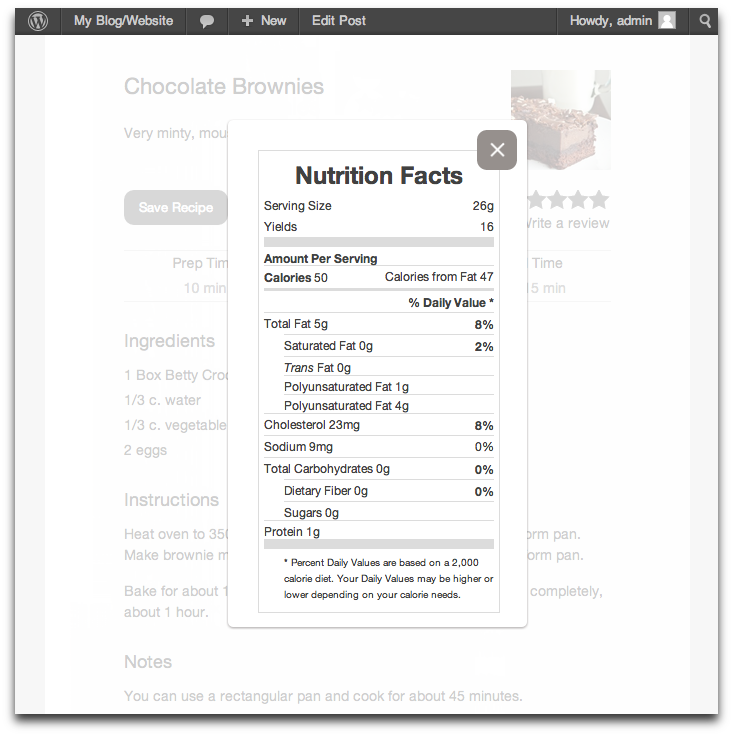 My Blog/Website New Edit Post Howdy, admin
Chocolate Brownies
Very minty, mou
Save Recipe
Write a review
Prep Tim
Time
10 min
5 min
Ingredients
1 Box Betty Croc
1/3 c. water
1/3 c. vegetable
2 eggs
Instructions
Heat oven to 350 orm pan.
Make brownie m orm pan.
Bake for about 1 completely,
about 1 hour.
Notes
You can use a rectangular pan and cook for about 45 minutes.
Nutrition Facts
Serving Size 26g
Yields 16
Amount Per Serving
Calories 50 Calories from Fat 47
% Daily Value *
Total Fat 5g 8%
Saturated Fat 0g 2%
Trans Fat 0g
Polyunsaturated Fat 1g
Polyunsaturated Fat 4g
Cholesterol 23mg 8%
Sodium 9mg 0%
Total Carbohydrates 0g 0%
Dietary Fiber 0g 0%
Sugars 0g
Protein 1g
* Percent Daily Values are based on a 2,000
calorie diet. Your Daily Values may be higher or
lower depending on your calorie needs.